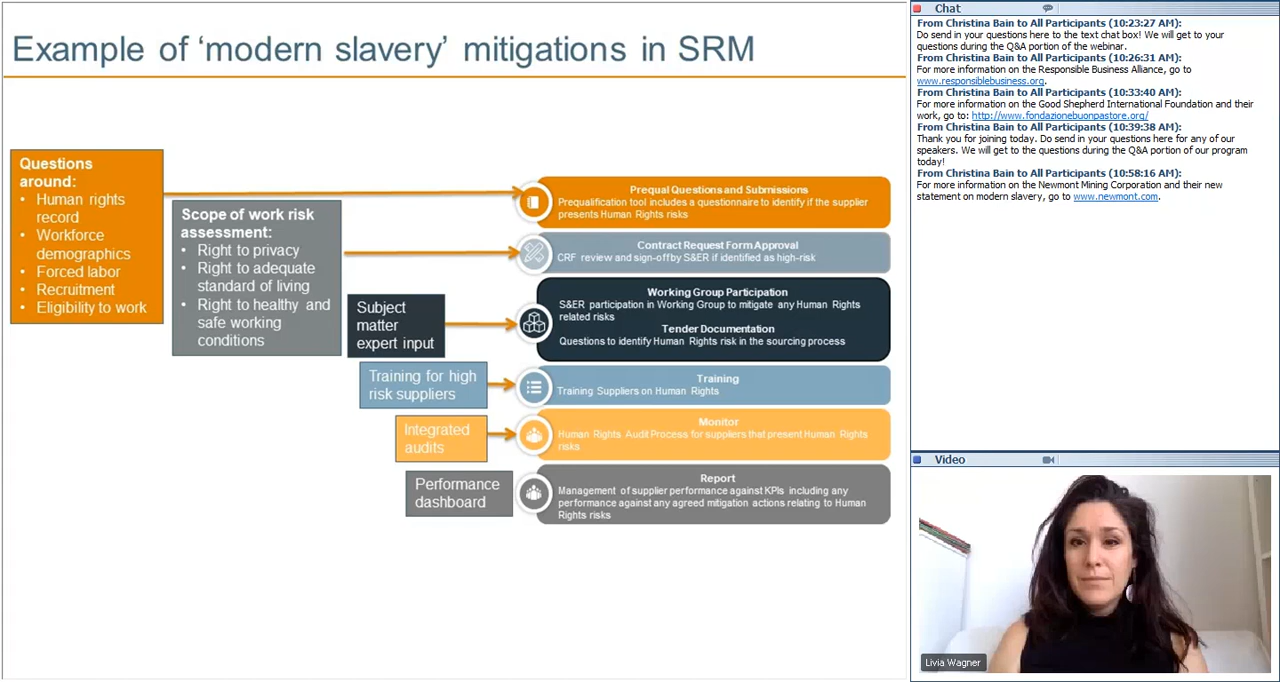 Example of ‘modern slavery’ mitigations in SRM
Questions
around:
• Human rights
record
• Workforce
demographics
• Forced labor
• Recruitment
• Eligibility to work
Scope of work risk
assessment:
• Right to privacy
• Right to adequate
standard of living
• Right to healthy and
safe working
conditions
Subject
matter
expert input
Training for high
risk suppliers
Integrated
audits
Performance
dashboard
Prequal Questions and Submissions
Prequalification tool includes a questionnaire to identify if the supplier
presents Human Rights risks
Contract Request Form Approval
CRF review and sign-offby S&ER if identified as high-risk
Working Group Participation
S&ER participation in Working Group to mitigate any Human Rights
related risks
Tender Documentation
Questions to identify Human Rights risk in the sourcing process
Training
Training Suppliers on Human Rights
Monitor
Human Rights Audit Process for suppliers that present Human Rights
risks
Report
Management of supplier performance against KPIs including any
performance against any agreed mitigation actions relating to Human
Rights risks
Chat
From Christina Bain to All Participants (10:23:27 AM):
Do send in your questions here to the text chat box! We will get to your
questions during the Q&A portion of the webinar.
From Christina Bain to All Participants (10:26:31 AM):
For more information on the Responsible Business Alliance, go to
www.responsiblebusiness.org.
From Christina Bain to All Participants (10:33:40 AM):
For more information on the Good Shepherd International Foundation and their
work, go to: http://www.fondazionebuonpastore.org/
From Christina Bain to All Participants (10:39:38 AM):
Thank you for joining today. Do send in your questions here for any of our
speakers. We will get to the questions during the Q&A portion of our program
today!
From Christina Bain to All Participants (10:58:16 AM):
For more information on the Newmont Mining Corporation and their new
statement on modern slavery, go to www.newmont.com.
Video
Livia Wagner